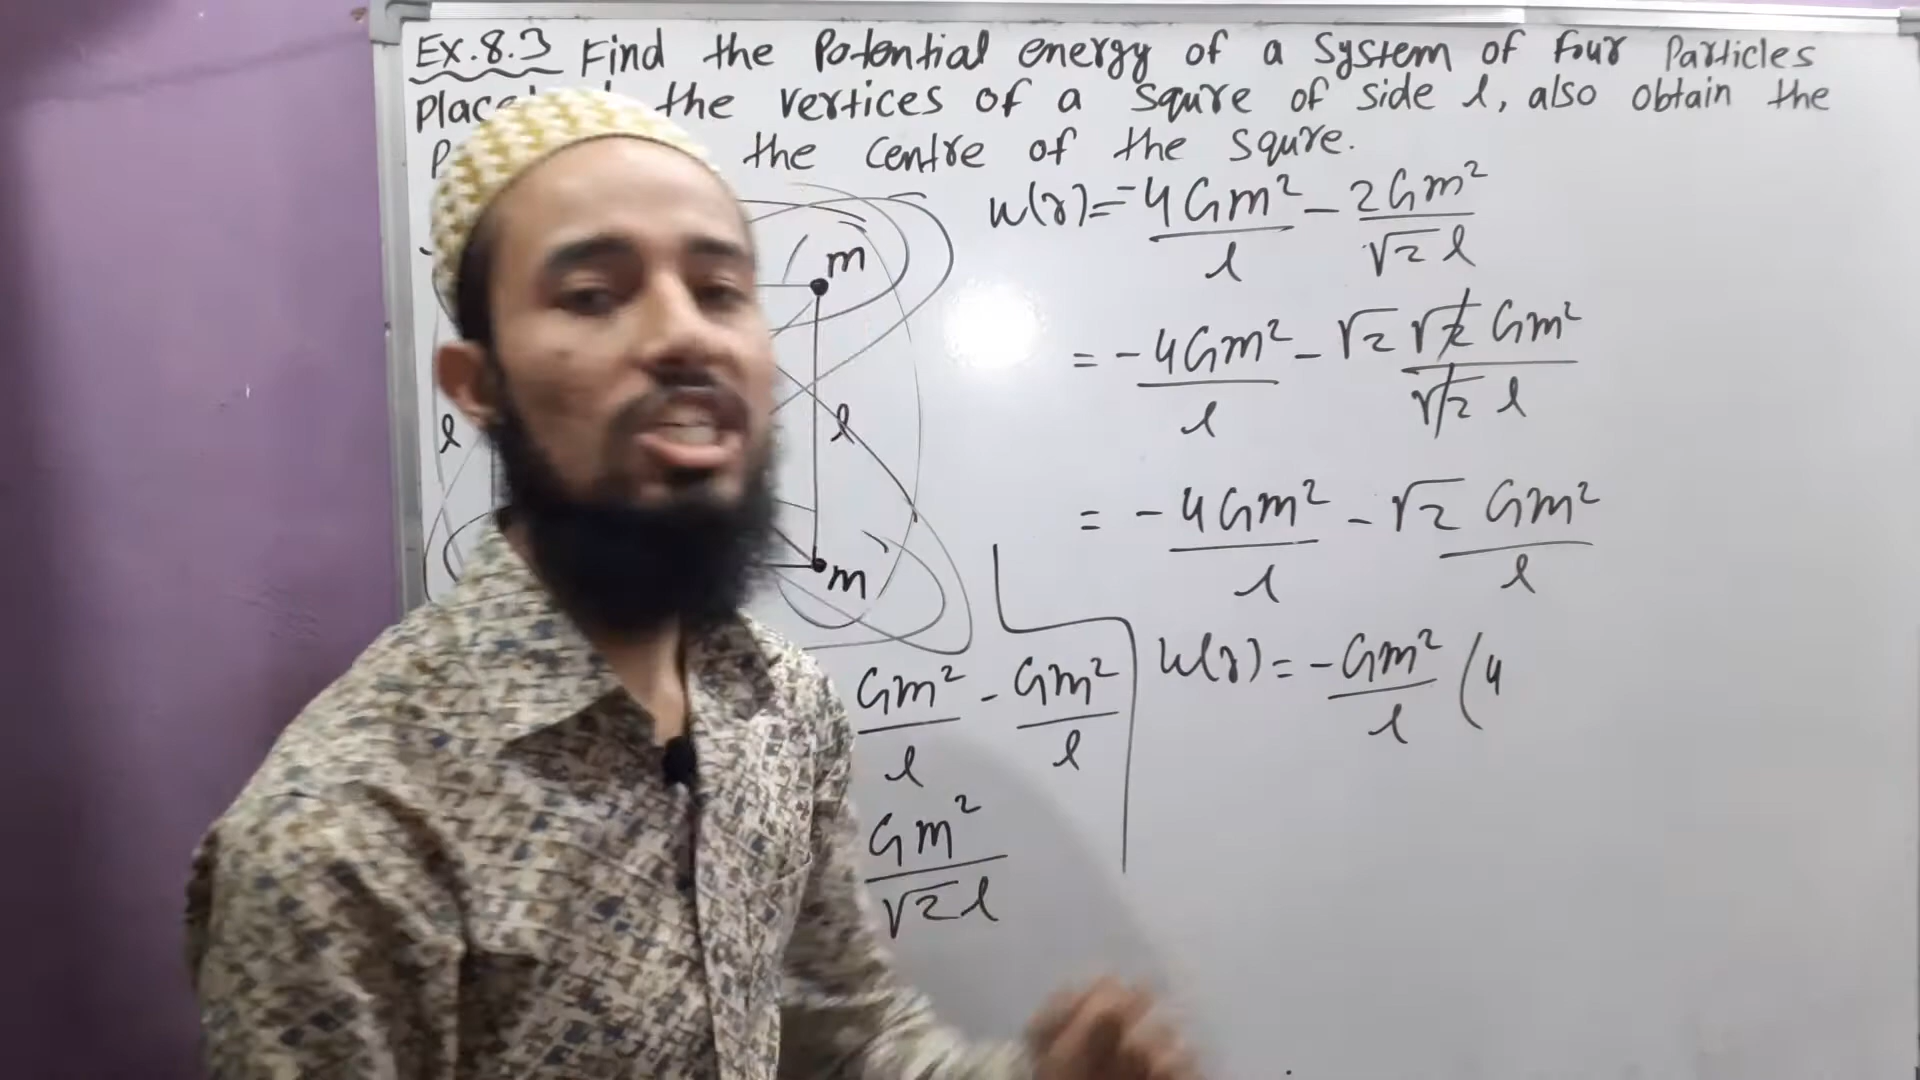 Ex.8.3 Find the Potential energy of a System of four Particles
the vertices of a squre of side l, also obtain the
the centre of the squre.
u(r)=-4Gm²/l - 2Gm²/√2 l
= -4Gm²/l - √2 √2 Gm²/√2 l
= -4Gm²/l - √2 Gm²/l
u(r)= -Gm²/l (4
m
l
l
m
Gm²/l - Gm²/l
Gm²/√2 l